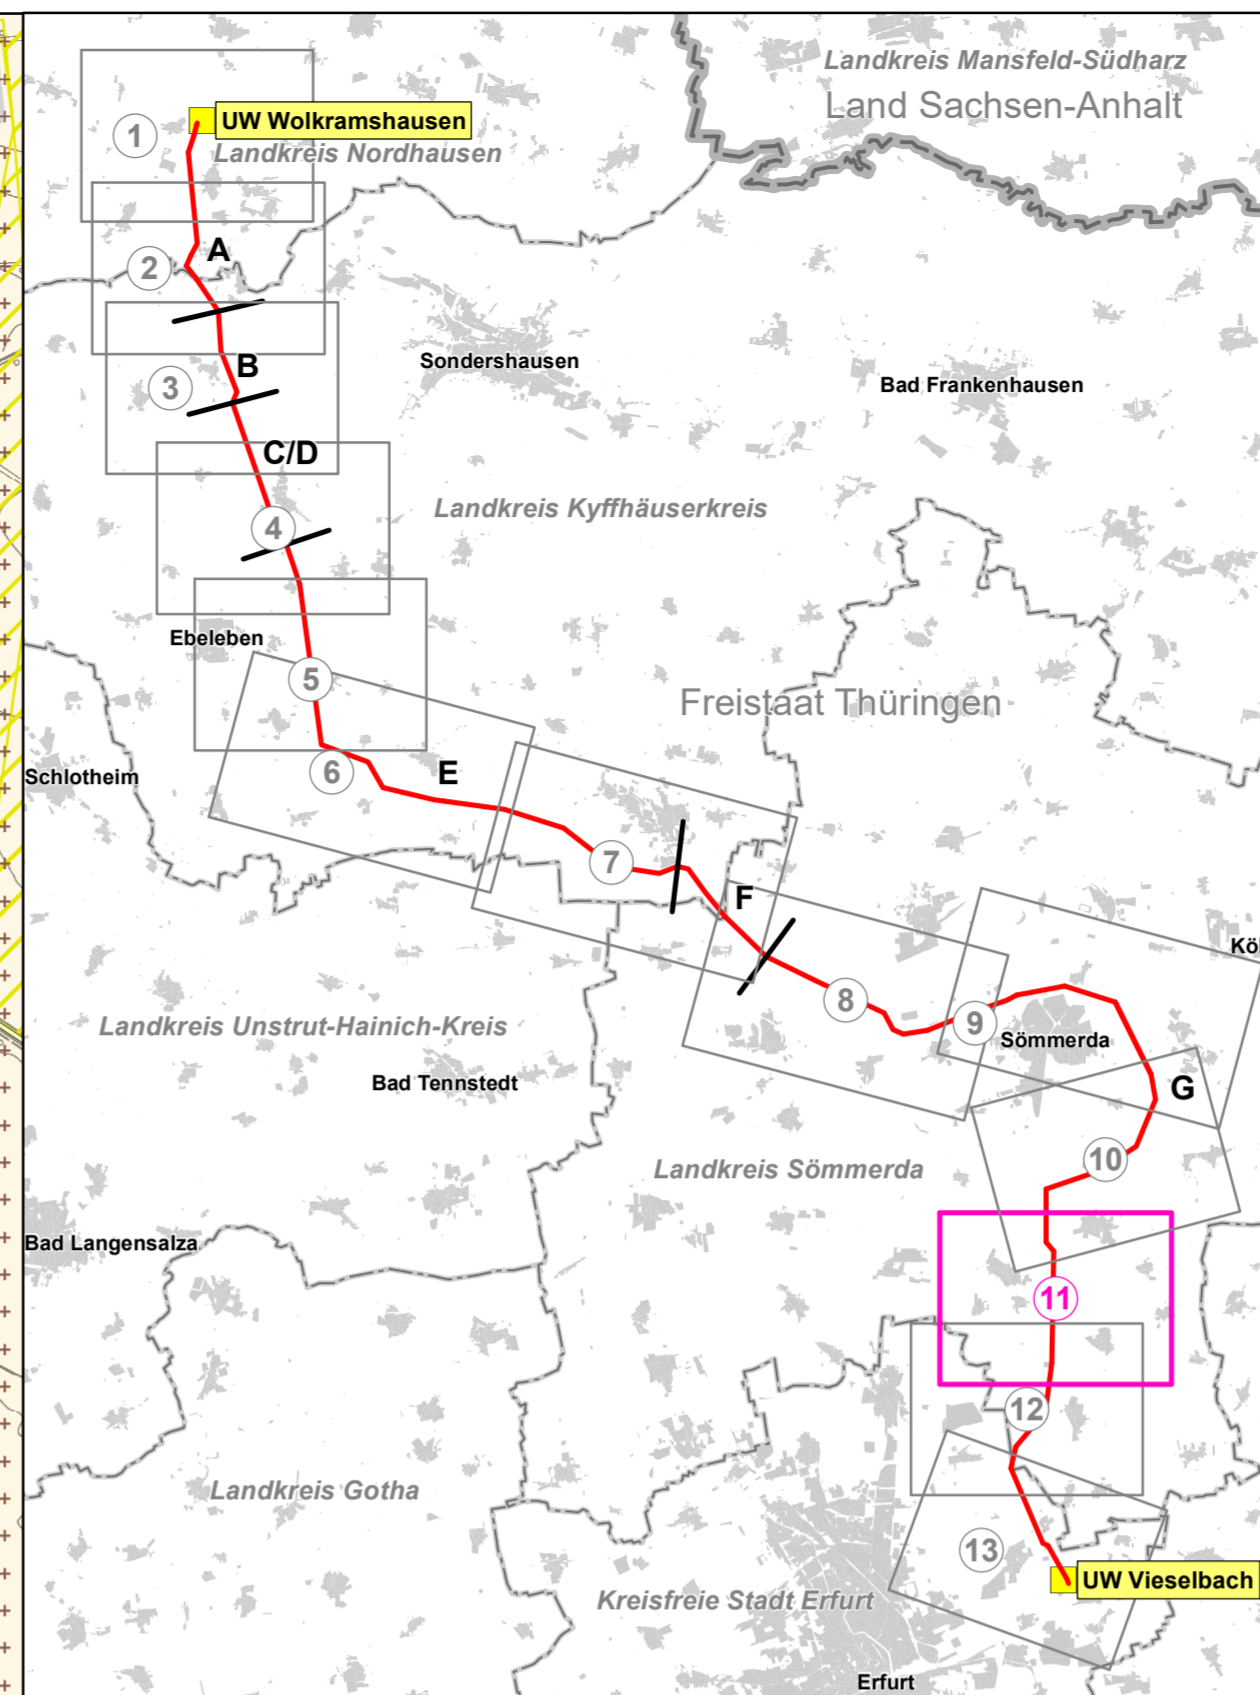 Landkreis Mansfeld-Südharz
Land Sachsen-Anhalt
UW Wolkramshausen
1
Landkreis Nordhausen
A
2
Sondershausen
B
3
Bad Frankenhausen
C/D
Landkreis Kyffhäuserkreis
4
Ebeleben
5
Freistaat Thüringen
Schlotheim
6
E
7
F
Kö
8
9
Landkreis Unstrut-Hainich-Kreis
Sömmerda
Bad Tennstedt
G
10
Landkreis Sömmerda
Bad Langensalza
11
12
Landkreis Gotha
13
UW Vieselbach
Kreisfreie Stadt Erfurt
Erfurt